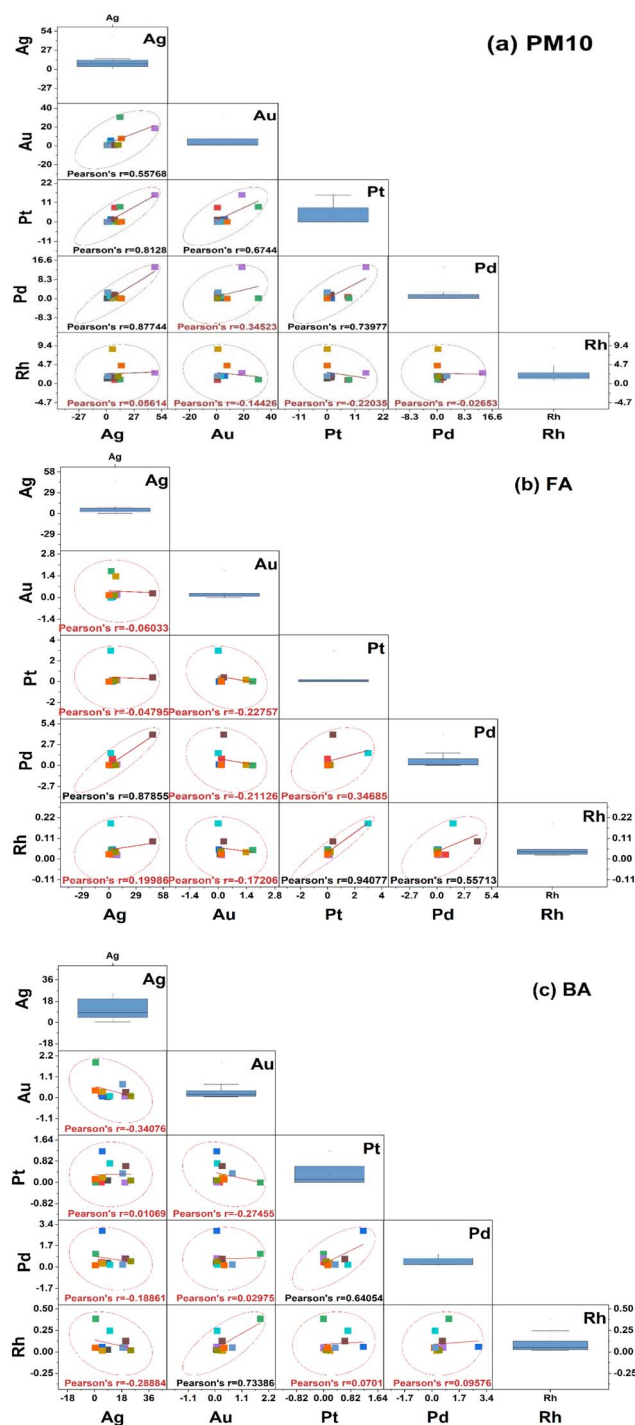 Ag
(a) PM10
Ag
54
27
0
-27
Ag
Au
40
20
0
-20
Au
Pearson's r=0.55768
Pt
22
11
0
-11
Pt
Pearson's r=0.8128
Pearson's r=0.6744
Pd
16.6
8.3
0.0
-8.3
Pd
Pearson's r=0.87744
Pearson's r=0.34523
Pearson's r=0.73977
Rh
9.4
4.7
0.0
-4.7
Rh
9.4
4.7
0.0
-4.7
Pearson's r=0.05614
Pearson's r=-0.14426
Pearson's r=-0.22035
Pearson's r=-0.02653
-27 0 27 54
-20 0 20 40
-11 0 11 22
-8.3 0.0 8.3 16.6
Rh
Ag Au Pt Pd Rh
Ag
(b) FA
Ag
58
29
0
-29
Ag
Au
2.8
1.4
0.0
-1.4
Au
Pearson's r=-0.06033
Pt
4
2
0
-2
Pt
Pearson's r=-0.04795
Pearson's r=-0.22757
Pd
5.4
2.7
0.0
-2.7
Pd
Pearson's r=0.87855
Pearson's r=-0.21126
Pearson's r=0.34685
Rh
0.22
0.11
0.00
-0.11
Rh
0.22
0.11
0.00
-0.11
Pearson's r=0.19986
Pearson's r=-0.17206
Pearson's r=0.94077
Pearson's r=0.55713
-29 0 29 58
-1.4 0.0 1.4 2.8
-2 0 2 4
-2.7 0.0 2.7 5.4
Rh
Ag Au Pt Pd Rh
Ag
(c) BA
Ag
36
18
0
-18
Ag
Au
2.2
1.1
0.0
-1.1
Au
Pearson's r=-0.34076
Pt
1.64
0.82
0.00
-0.82
Pt
Pearson's r=0.01069
Pearson's r=-0.27455
Pd
3.4
1.7
0.0
-1.7
Pd
Pearson's r=-0.18861
Pearson's r=0.02975
Pearson's r=0.64054
Rh
0.50
0.25
0.00
-0.25
Rh
0.50
0.25
0.00
-0.25
Pearson's r=-0.28884
Pearson's r=0.73386
Pearson's r=0.0701
Pearson's r=0.09576
-18 0 18 36
-1.1 0.0 1.1 2.2
-0.82 0.00 0.82 1.64
-1.7 0.0 1.7 3.4
Rh
Ag Au Pt Pd Rh